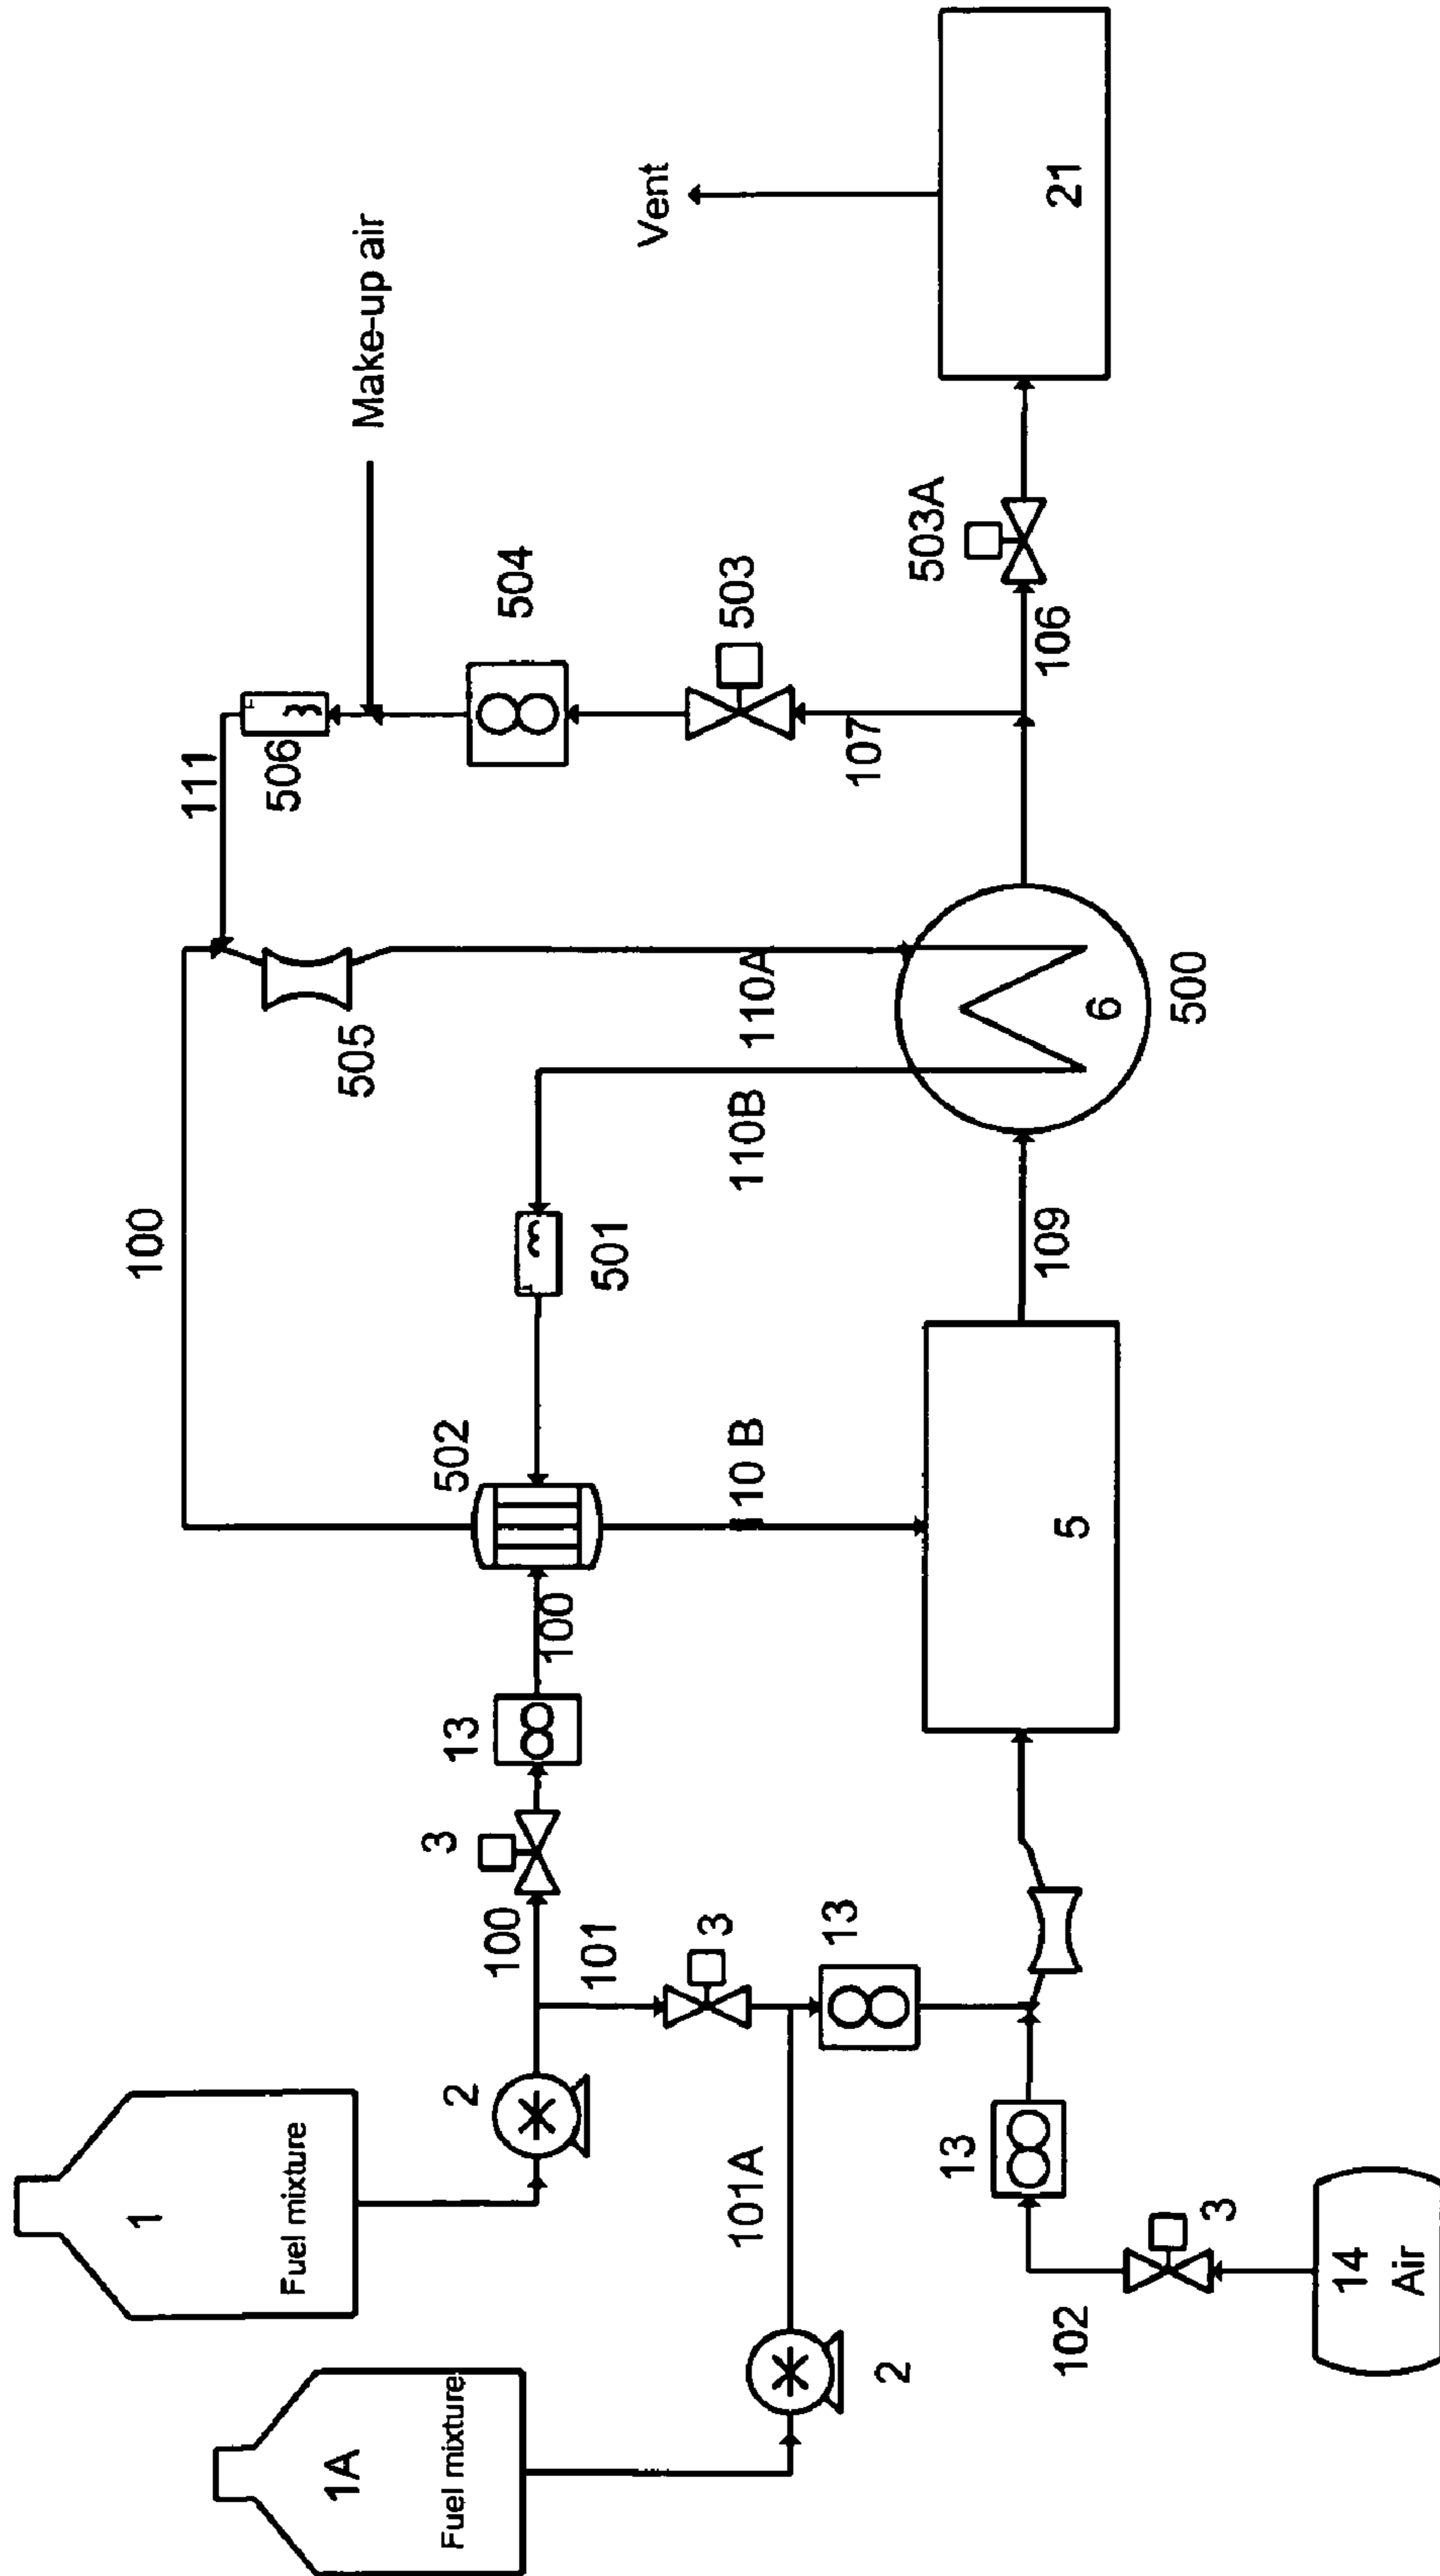 1
100
111
Fuel mixture
506
1A
505
Make-up air
2
3
13
502
Fuel mixture
100
504
100
101
501
Vent
3
101A
110 B
110B
110A
503
13
107
2
503A
13
102
109
106
5
21
6
500
3
14
Air